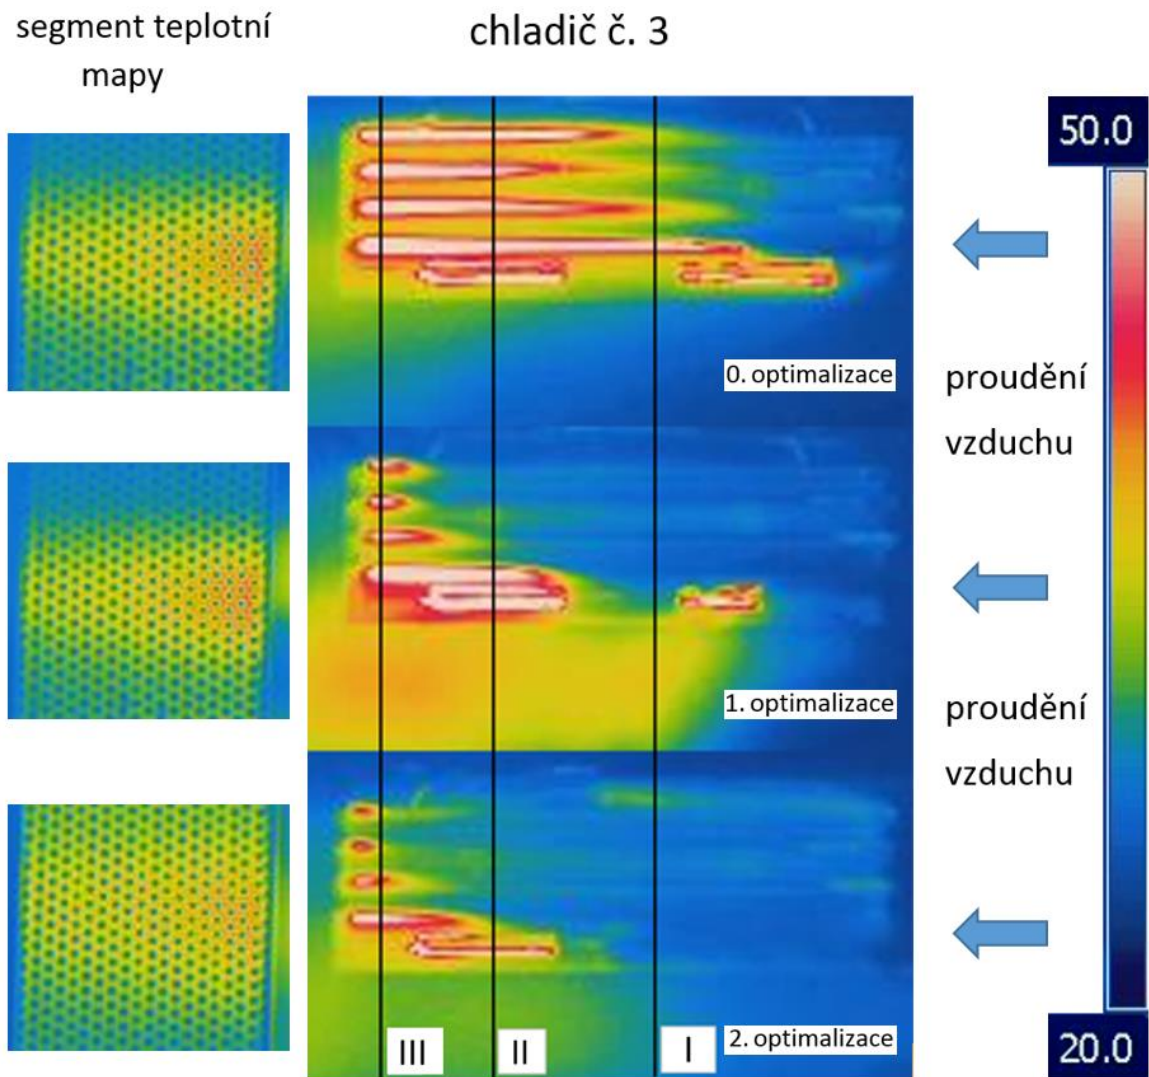 segment teplotní
mapy
chladič č. 3
50.0
0. optimalizace
proudění
vzduchu
1. optimalizace
proudění
vzduchu
III
II
I
2. optimalizace
20.0